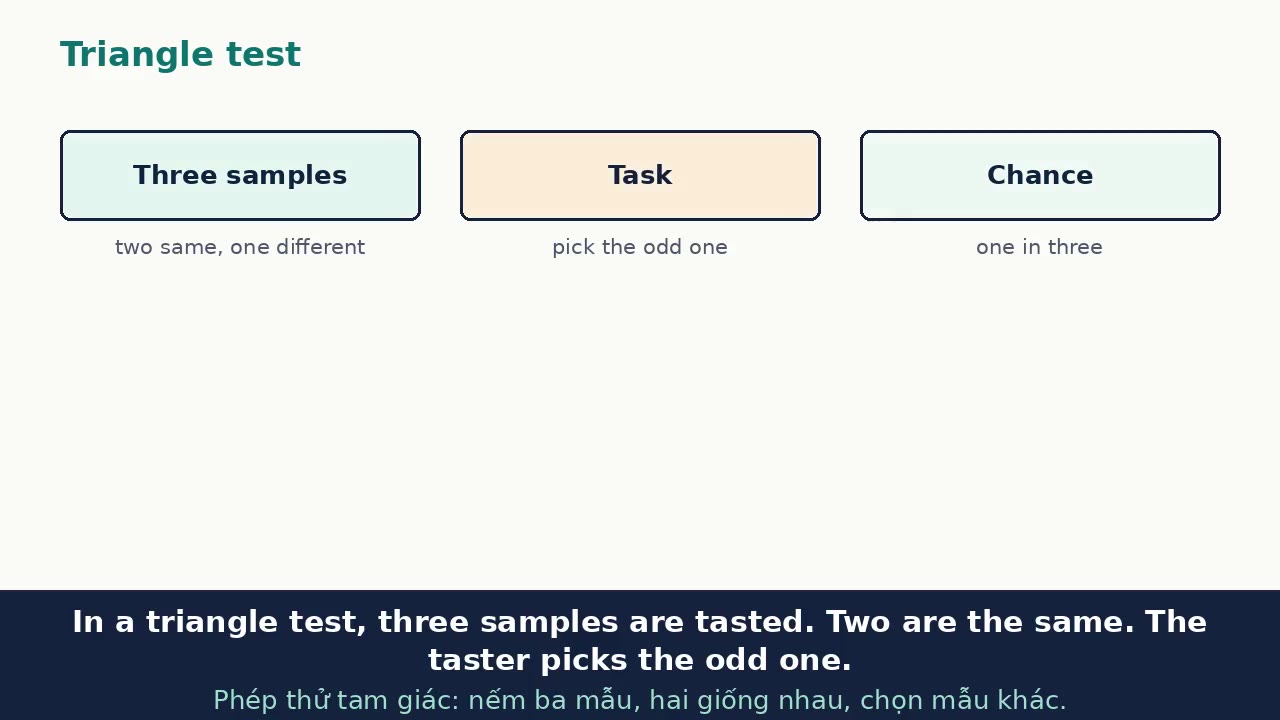 Triangle test
Three samples
Task
Chance
two same, one different
pick the odd one
one in three
In a triangle test, three samples are tasted. Two are the same. The
taster picks the odd one.
Phép thử tam giác: nếm ba mẫu, hai giống nhau, chọn mẫu khác.